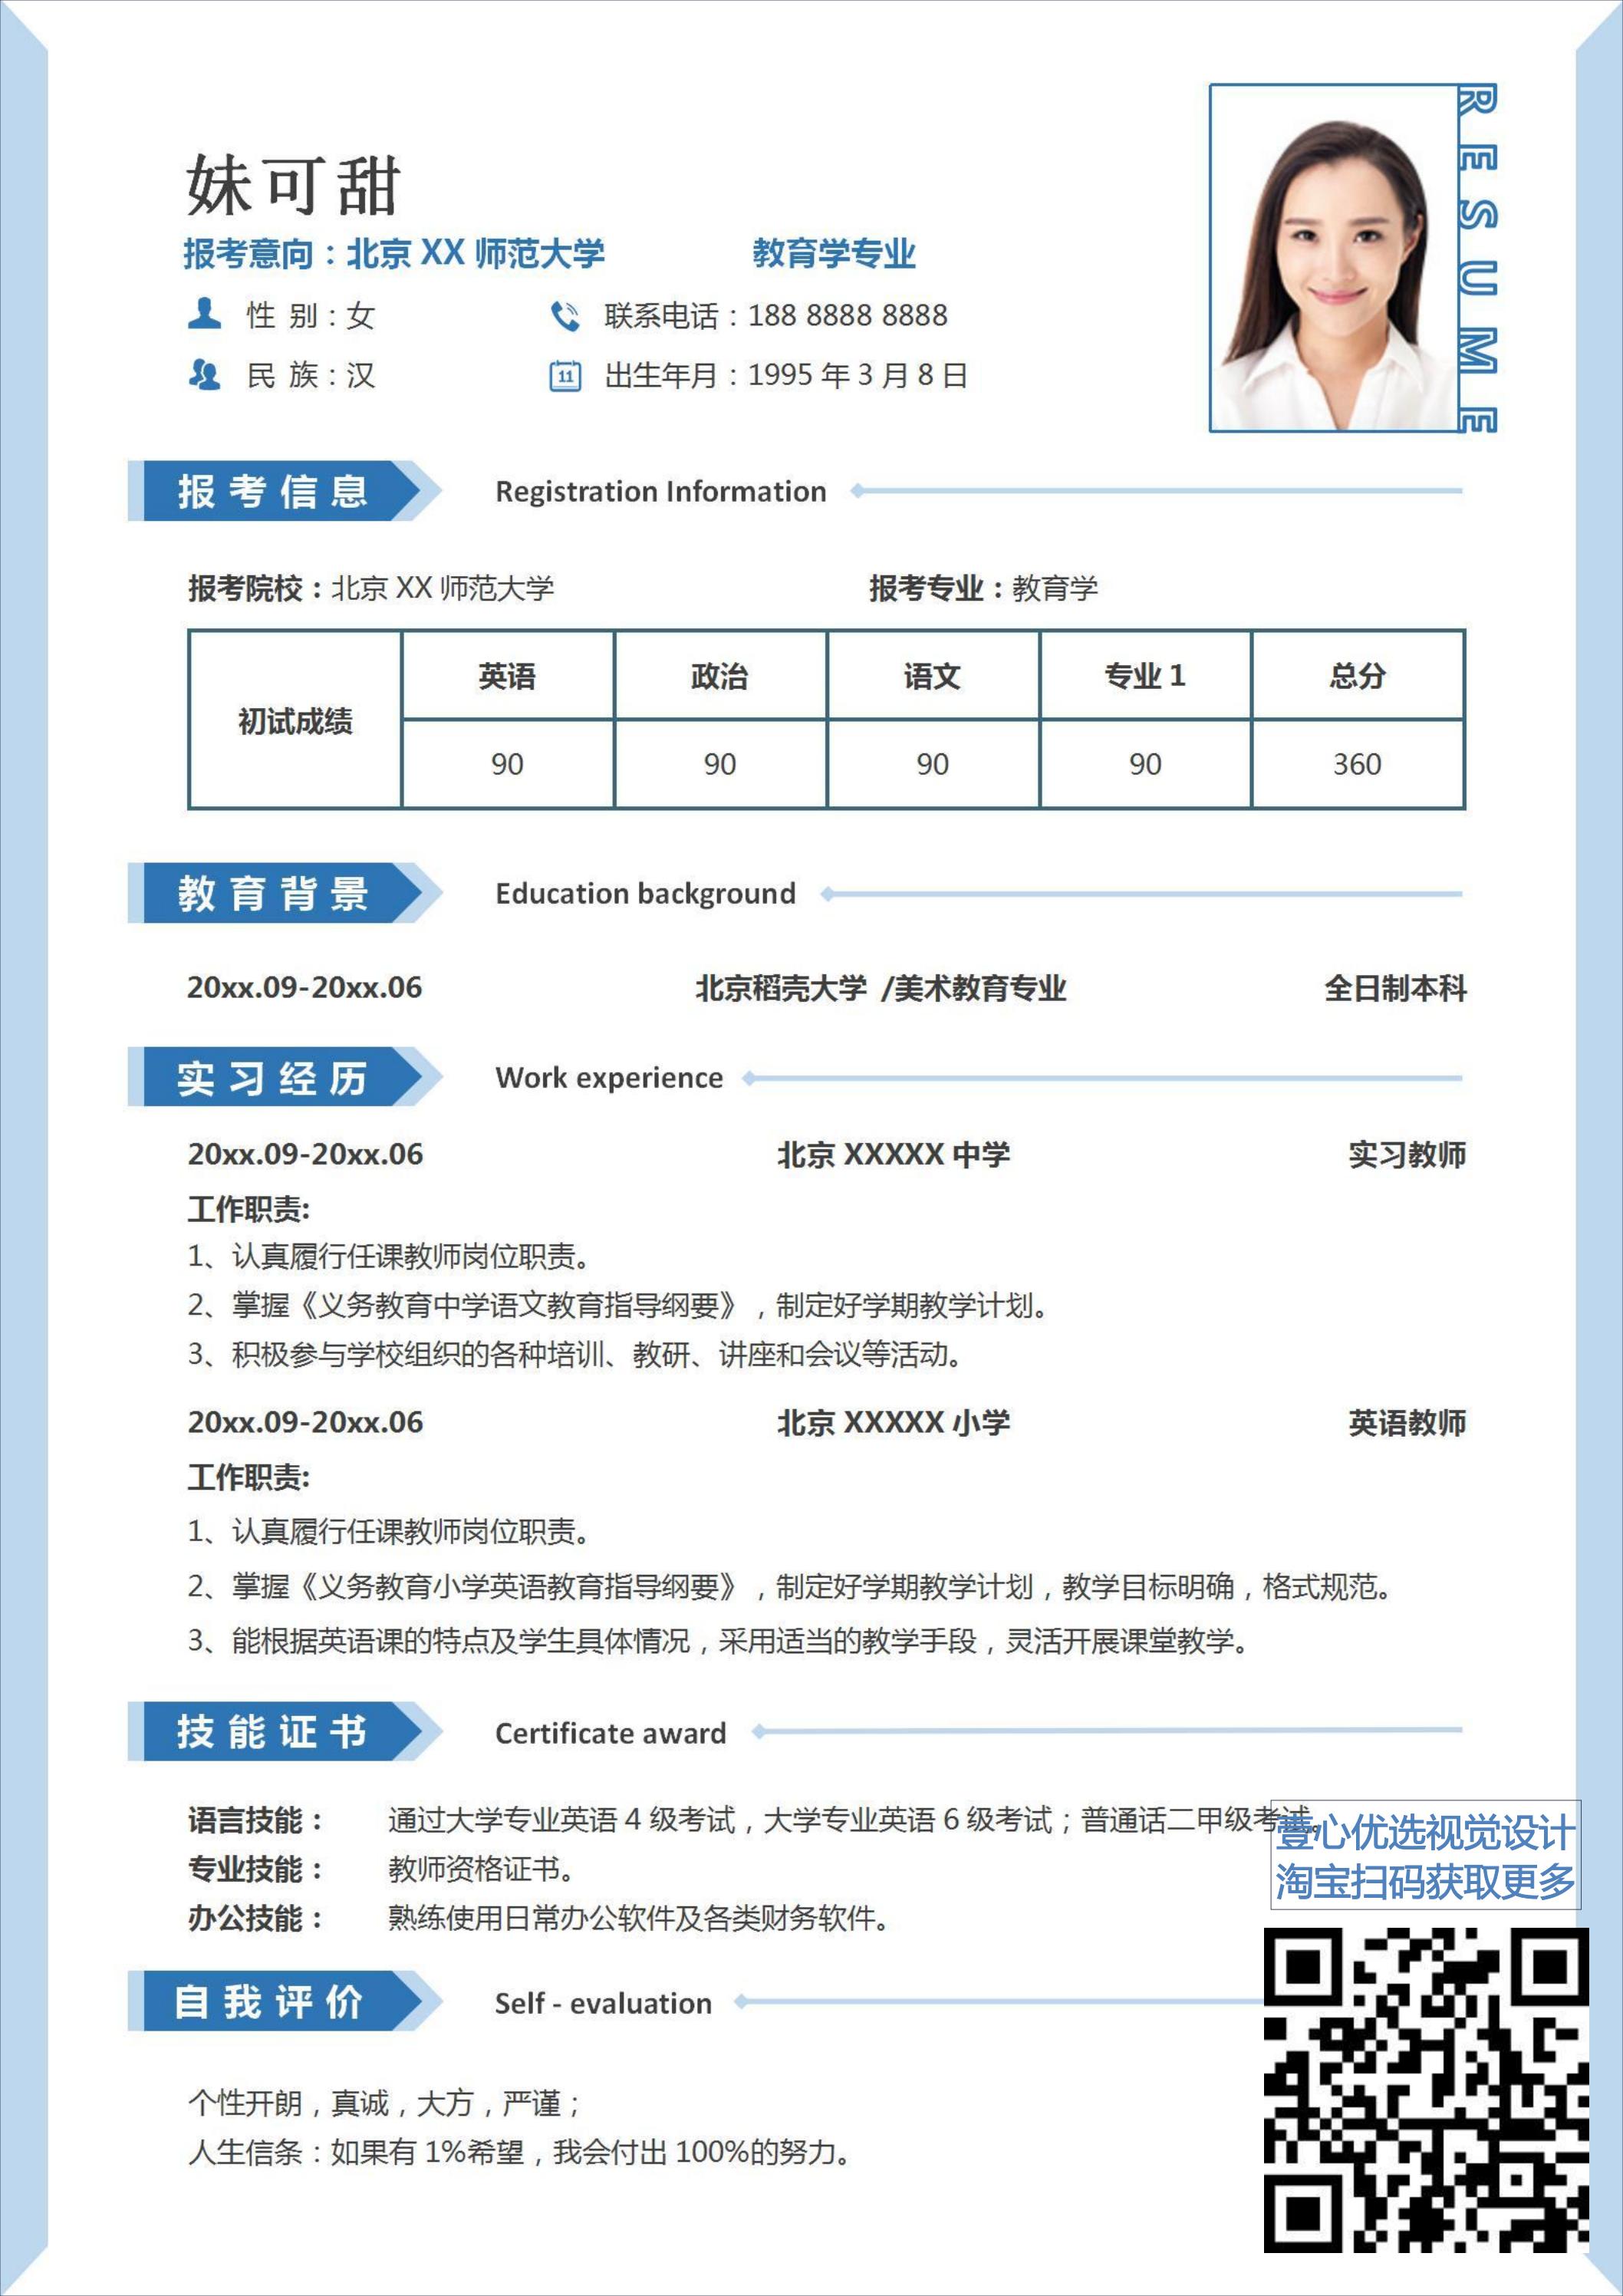 妹可甜
RESUME
报考意向：北京 XX 师范大学 教育学专业
性 别：女 联系电话：188 8888 8888
民 族：汉 11 出生年月：1995 年 3 月 8 日
报考信息 Registration Information
报考院校：北京 XX 师范大学 报考专业：教育学
英语 政治 语文 专业 1 总分
初试成绩
90 90 90 90 360
教育背景 Education background
20xx.09-20xx.06 北京稻壳大学 /美术教育专业 全日制本科
实习经历 Work experience
20xx.09-20xx.06 北京 XXXXX 中学 实习教师
工作职责:
1、认真履行任课教师岗位职责。
2、掌握《义务教育中学语文教育指导纲要》，制定好学期教学计划。
3、积极参与学校组织的各种培训、教研、讲座和会议等活动。
20xx.09-20xx.06 北京 XXXXX 小学 英语教师
工作职责:
1、认真履行任课教师岗位职责。
2、掌握《义务教育小学英语教育指导纲要》，制定好学期教学计划，教学目标明确，格式规范。
3、能根据英语课的特点及学生具体情况，采用适当的教学手段，灵活开展课堂教学。
技能证书 Certificate award
语言技能： 通过大学专业英语 4 级考试，大学专业英语 6 级考试；普通话二甲级考试。
壹心优选视觉设计
专业技能： 教师资格证书。
淘宝扫码获取更多
办公技能： 熟练使用日常办公软件及各类财务软件。
自我评价 Self - evaluation
个性开朗，真诚，大方，严谨；
人生信条：如果有 1%希望，我会付出 100%的努力。